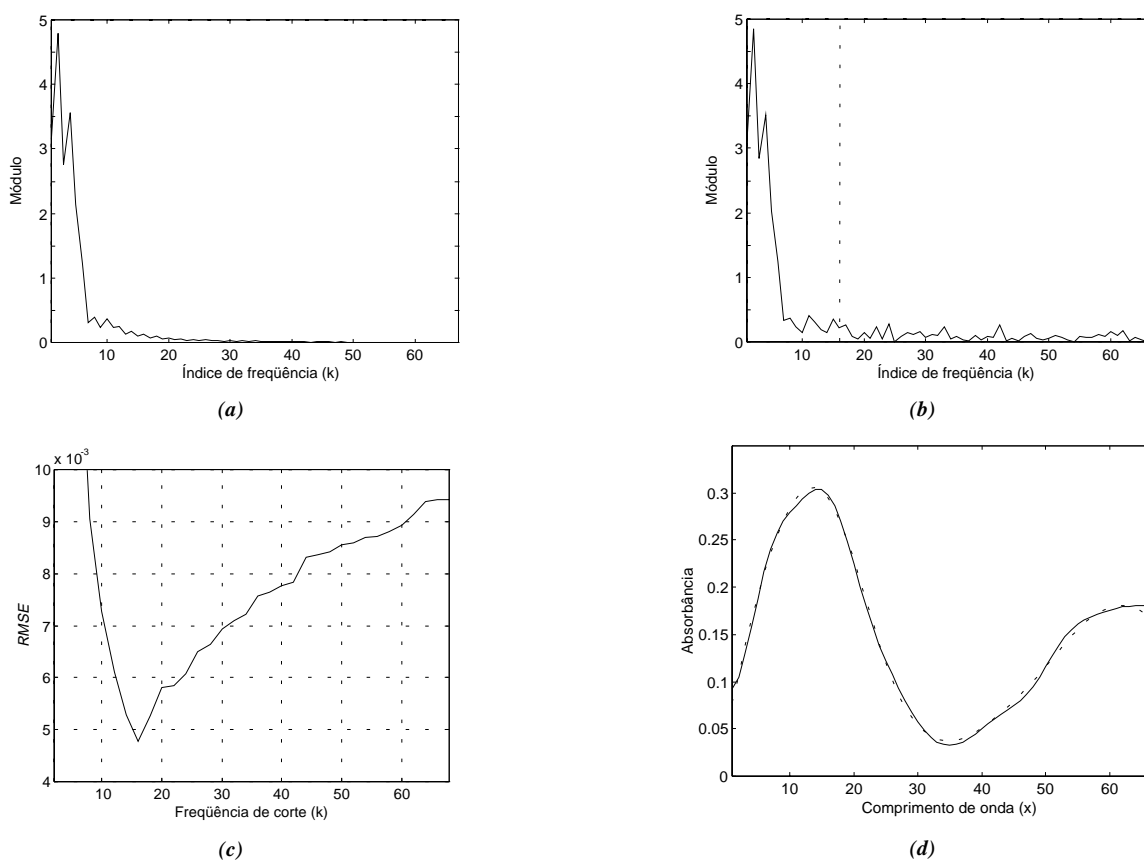 5
4
3
2
1
0
Módulo
10 20 30 40 50 60
Índice de freqüência (k)
(a)
5
4
3
2
1
0
Módulo
10 20 30 40 50 60
Índice de freqüência (k)
(b)
x 10⁻³
10
9
8
7
6
5
4
RMSE
10 20 30 40 50 60
Freqüência de corte (k)
(c)
0.3
0.25
0.2
0.15
0.1
0.05
0
Absorbância
10 20 30 40 50 60
Comprimento de onda (x)
(d)